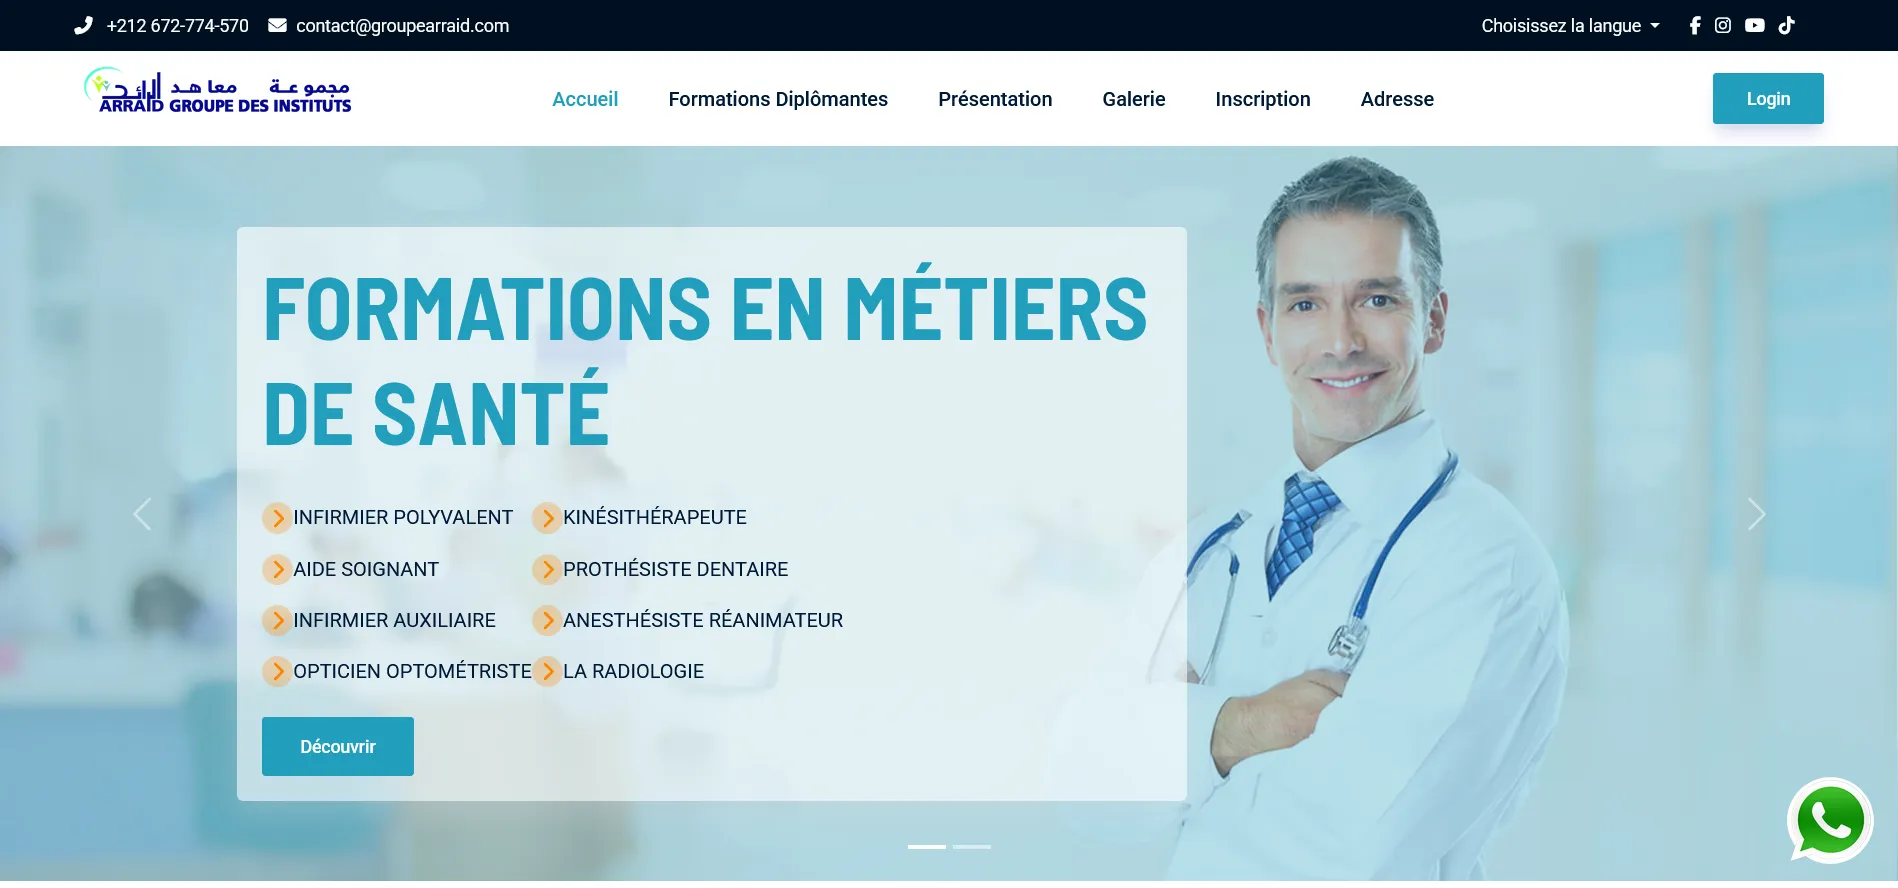 +212 672-774-570 contact@groupearraid.com Choisissez la langue
مجموعة معاهد الرائد
ARRAID GROUPE DES INSTITUTS
Accueil Formations Diplômantes Présentation Galerie Inscription Adresse Login
FORMATIONS EN MÉTIERS
DE SANTÉ
INFIRMIER POLYVALENT KINÉSITHÉRAPEUTE
AIDE SOIGNANT PROTHÉSISTE DENTAIRE
INFIRMIER AUXILIAIRE ANESTHÉSISTE RÉANIMATEUR
OPTICIEN OPTOMÉTRISTE LA RADIOLOGIE
Découvrir